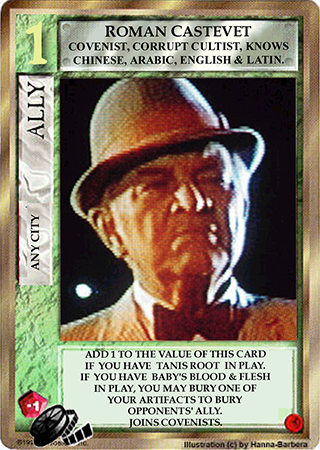 1
ROMAN CASTEVET
COVENIST, CORRUPT CULTIST, KNOWS
CHINESE, ARABIC, ENGLISH & LATIN.
ALLY
ANY CITY
ADD 1 TO THE VALUE OF THIS CARD
IF YOU HAVE TANIS ROOT IN PLAY.
IF YOU HAVE BABY'S BLOOD & FLESH
IN PLAY, YOU MAY BURY ONE OF
YOUR ARTIFACTS TO BURY
OPPONENTS' ALLY.
JOINS COVENISTS.
-1
Illustration (c) by Hanna-Barbera